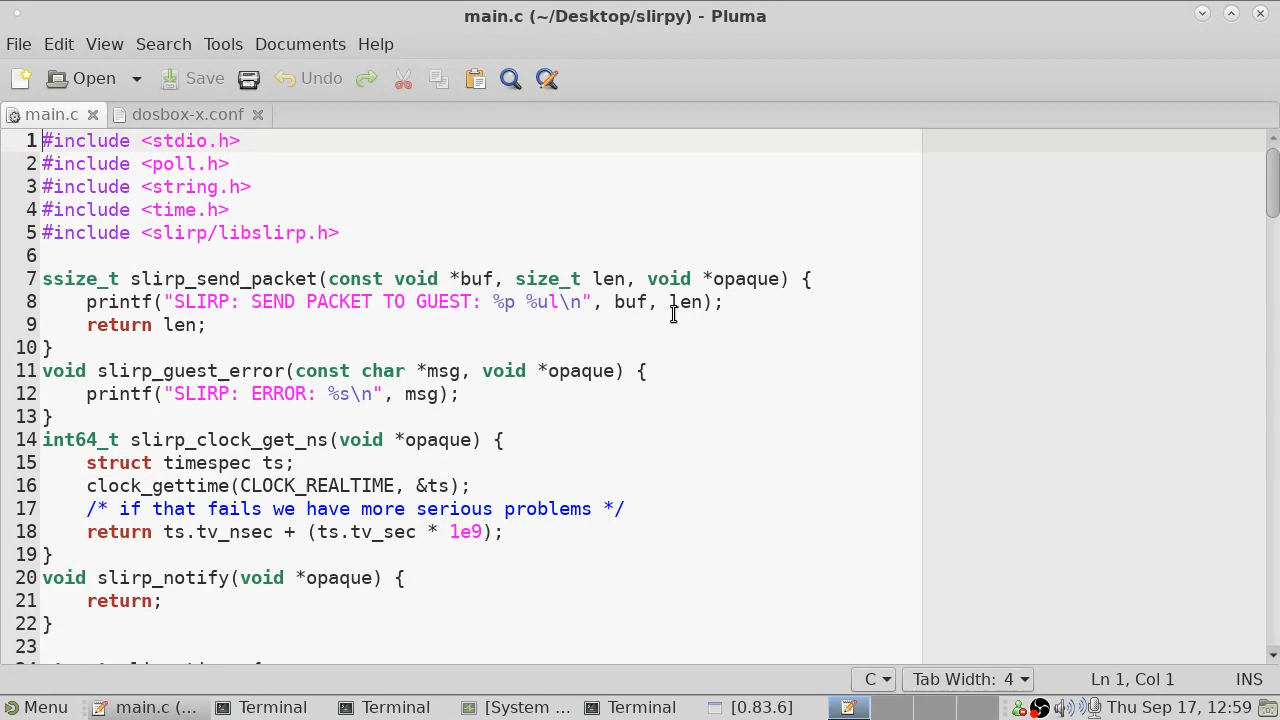 main.c (~/Desktop/slirpy) - Pluma
File Edit View Search Tools Documents Help
Open Save Undo
main.c dosbox-x.conf
1 #include <stdio.h>
2 #include <poll.h>
3 #include <string.h>
4 #include <time.h>
5 #include <slirp/libslirp.h>
6
7 ssize_t slirp_send_packet(const void *buf, size_t len, void *opaque) {
8     printf("SLIRP: SEND PACKET TO GUEST: %p %ul\n", buf, len);
9     return len;
10 }
11 void slirp_guest_error(const char *msg, void *opaque) {
12     printf("SLIRP: ERROR: %s\n", msg);
13 }
14 int64_t slirp_clock_get_ns(void *opaque) {
15     struct timespec ts;
16     clock_gettime(CLOCK_REALTIME, &ts);
17     /* if that fails we have more serious problems */
18     return ts.tv_nsec + (ts.tv_sec * 1e9);
19 }
20 void slirp_notify(void *opaque) {
21     return;
22 }
23
C Tab Width: 4 Ln 1, Col 1 INS
Menu main.c (... Terminal Terminal [System ... Terminal [0.83.6] Thu Sep 17, 12:59